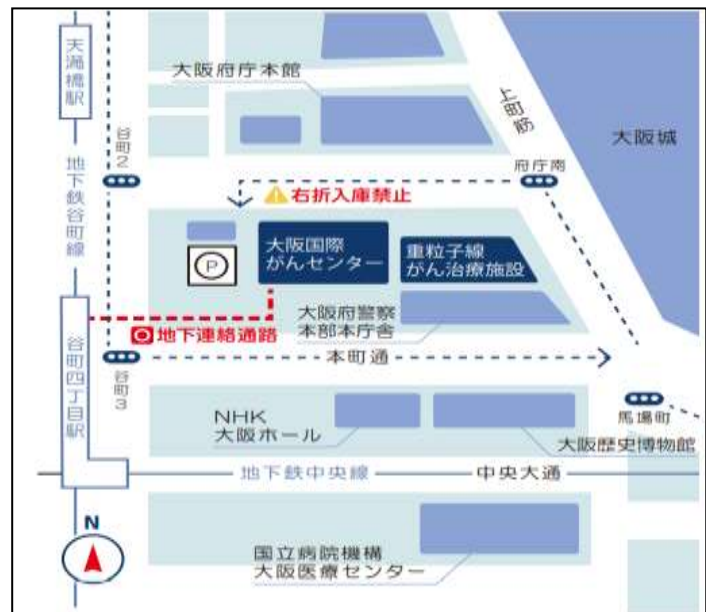 天満橋駅
大阪府庁本館
上町筋
大阪城
谷町2
府庁南
地下鉄谷町線
右折入庫禁止
大阪国際
がんセンター
重粒子線
がん治療施設
P
大阪府警察
本部本庁舎
地下連絡通路
本町通
谷町四丁目駅
谷町3
馬場町
NHK
大阪ホール
大阪歴史博物館
地下鉄中央線
中央大通
N
国立病院機構
大阪医療センター